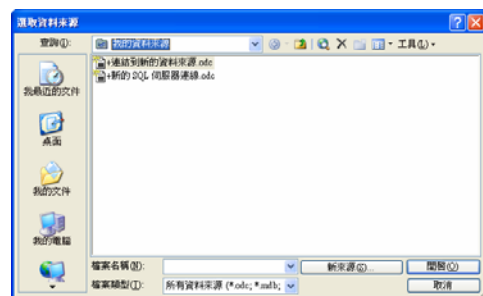 選取資料來源
查詢(I):
我的資料來源
工具(L)
+連結到新的資料來源.odc
+新的 SQL 伺服器連線.odc
我最近的文件
桌面
我的文件
我的電腦
檔案名稱(N):
新來源(S)...
開啟(O)
檔案類型(T):
所有資料來源 (*.odc; *.mdb;
取消